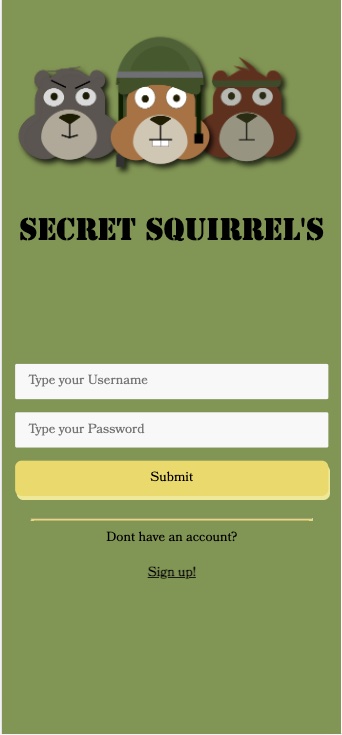 SECRET SQUIRREL'S
Type your Username
Type your Password
Submit
Dont have an account?
Sign up!